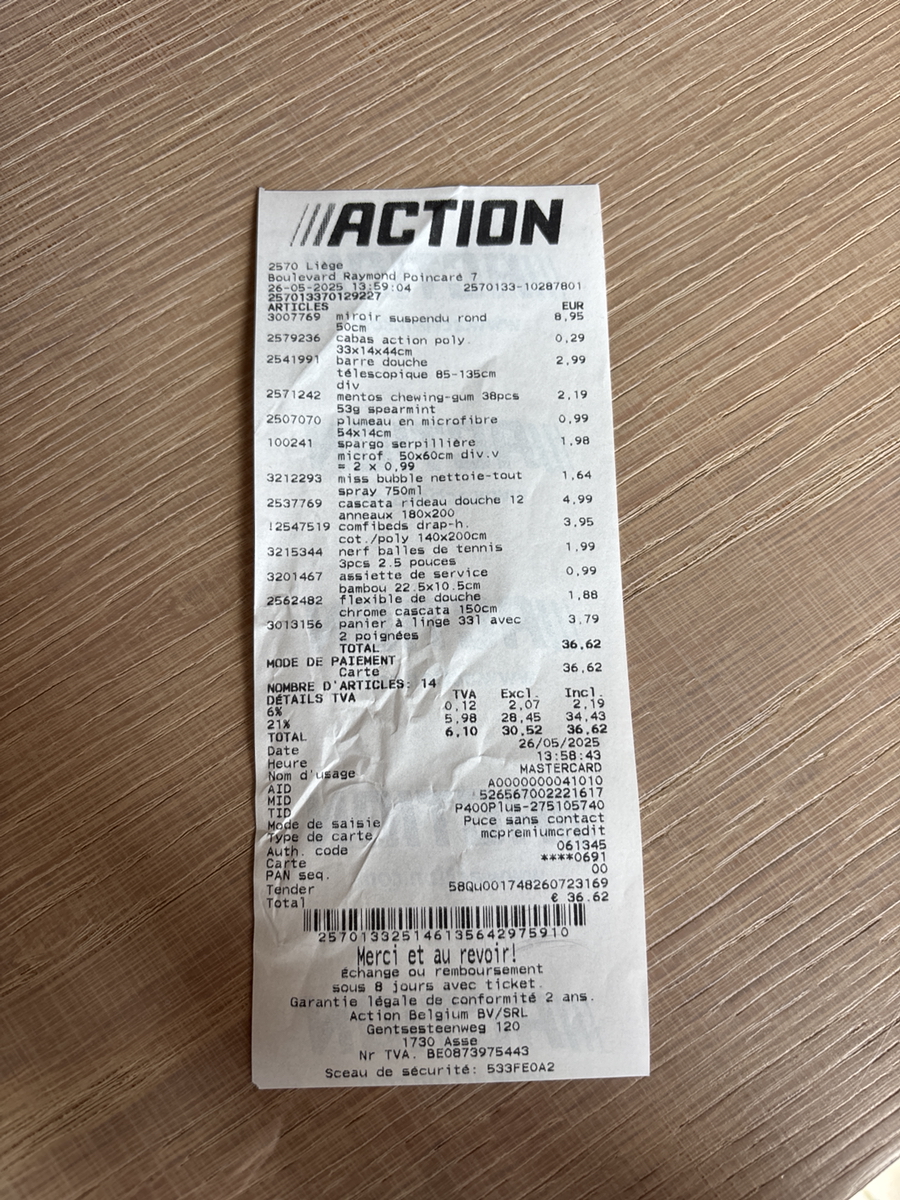 ///ACTION
2570 Liège
Boulevard Raymond Poincaré 7
26-05-2025 13:59:04 2570133-10287801
257013370129227
ARTICLES EUR
3007769 miroir suspendu rond 8,95
50cm
2579236 cabas action poly. 0,29
33x14x44cm
2541991 barre douche 2,99
télescopique 85-135cm
div
2571242 mentos chewing-gum 38pcs 2,19
53g spearmint
2507070 plumeau en microfibre 0,99
54x14cm
100241 spargo serpillière 1,98
microf. 50x60cm div.v
= 2 x 0,99
3212293 miss bubble nettoie-tout 1,64
spray 750ml
2537769 cascata rideau douche 12 4,99
anneaux 180x200
!2547519 comfibeds drap-h. 3,95
cot./poly 140x200cm
3215344 nerf balles de tennis 1,99
3pcs 2.5 pouces
3201467 assiette de service 0,99
bambou 22.5x10.5cm
2562482 flexible de douche 1,88
chrome cascata 150cm
3013156 panier à linge 33l avec 3,79
2 poignées
TOTAL 36,62
MODE DE PAIEMENT
Carte 36,62
NOMBRE D'ARTICLES: 14
DÉTAILS TVA TVA Excl. Incl.
6% 0,12 2,07 2,19
21% 5,98 28,45 34,43
TOTAL 6,10 30,52 36,62
Date 26/05/2025
Heure 13:58:43
Nom d'usage MASTERCARD
AID A0000000041010
MID 526567002221617
TID P400Plus-275105740
Mode de saisie Puce sans contact
Type de carte mcpremiumcredit
Auth. code 061345
Carte ****0691
PAN seq. 00
Tender 58Qu001748260723169
Total € 36.62
257013325146135642975910
Merci et au revoir!
échange ou remboursement
sous 8 jours avec ticket.
Garantie légale de conformité 2 ans.
Action Belgium BV/SRL
Gentsesteenweg 120
1730 Asse
Nr TVA. BE0873975443
Sceau de sécurité: 533FE0A2